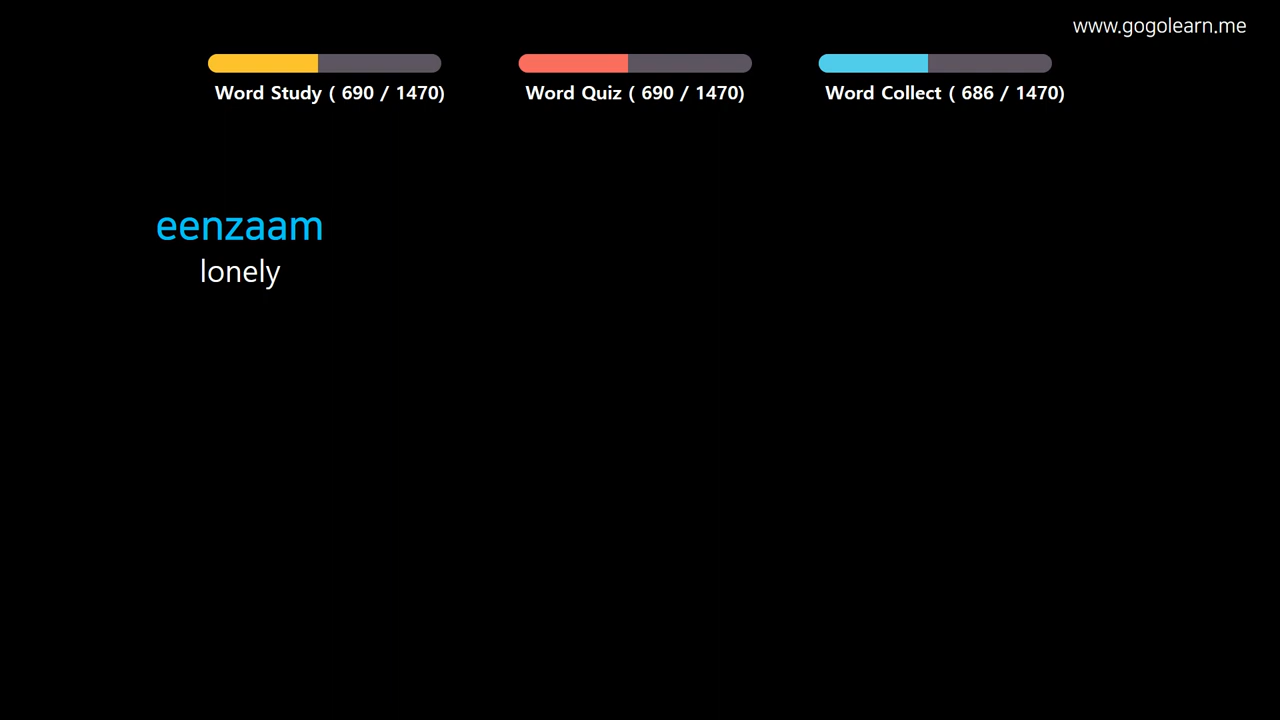 www.gogolearn.me
Word Study ( 690 / 1470)
Word Quiz ( 690 / 1470)
Word Collect ( 686 / 1470)
eenzaam
lonely